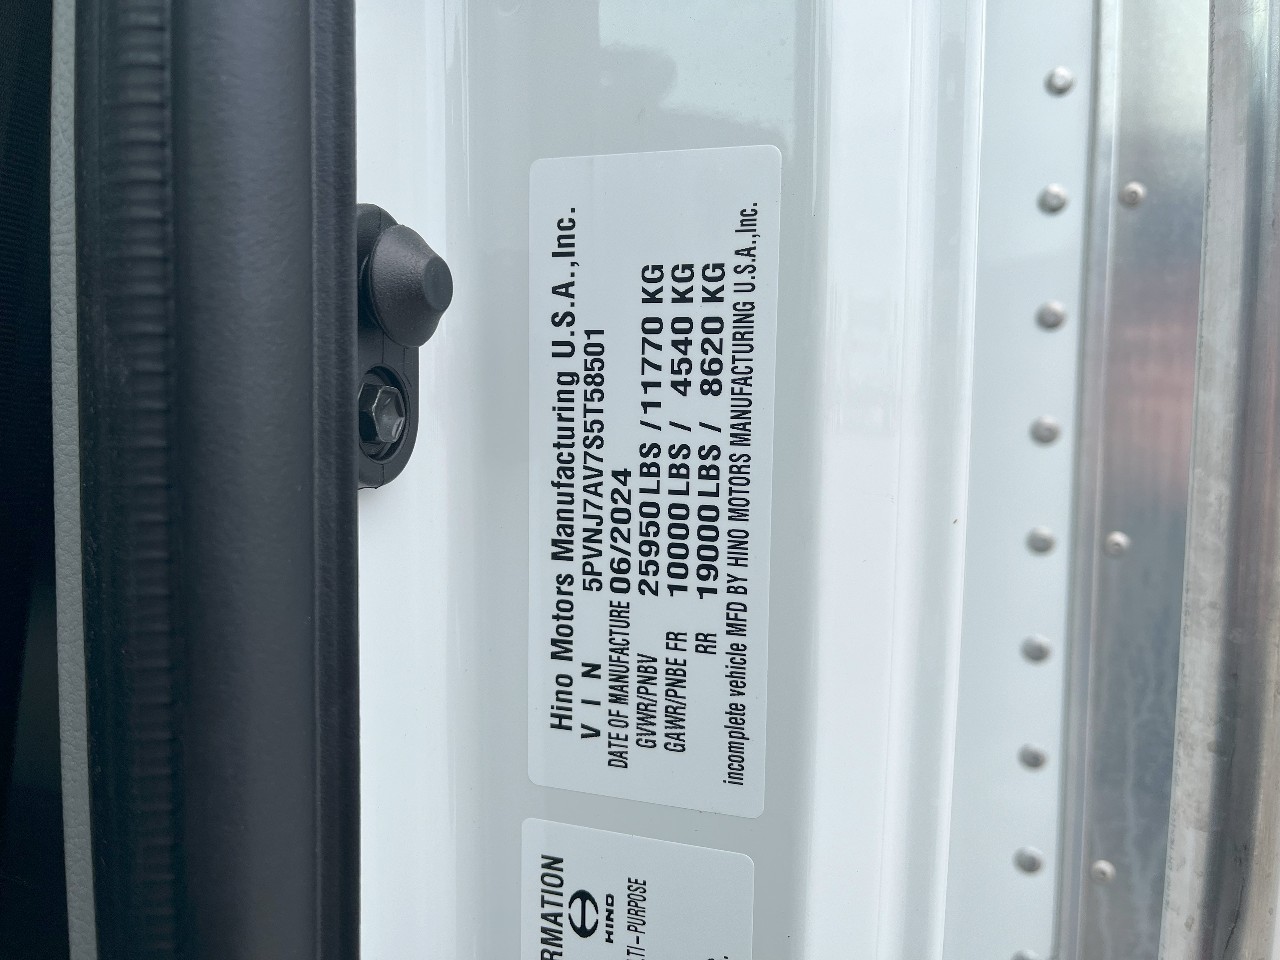 Hino Motors Manufacturing U.S.A.,Inc.
V I N 5PVNJ7AV7S5T58501
DATE OF MANUFACTURE 06/2024
GVWR/PNBV 25950 LBS / 11770 KG
GAWR/PNBE FR 10000 LBS / 4540 KG
RR 19000 LBS / 8620 KG
incomplete vehicle MFD BY HINO MOTORS MANUFACTURING U.S.A.,Inc.
RMATION
HINO
TI-PURPOSE